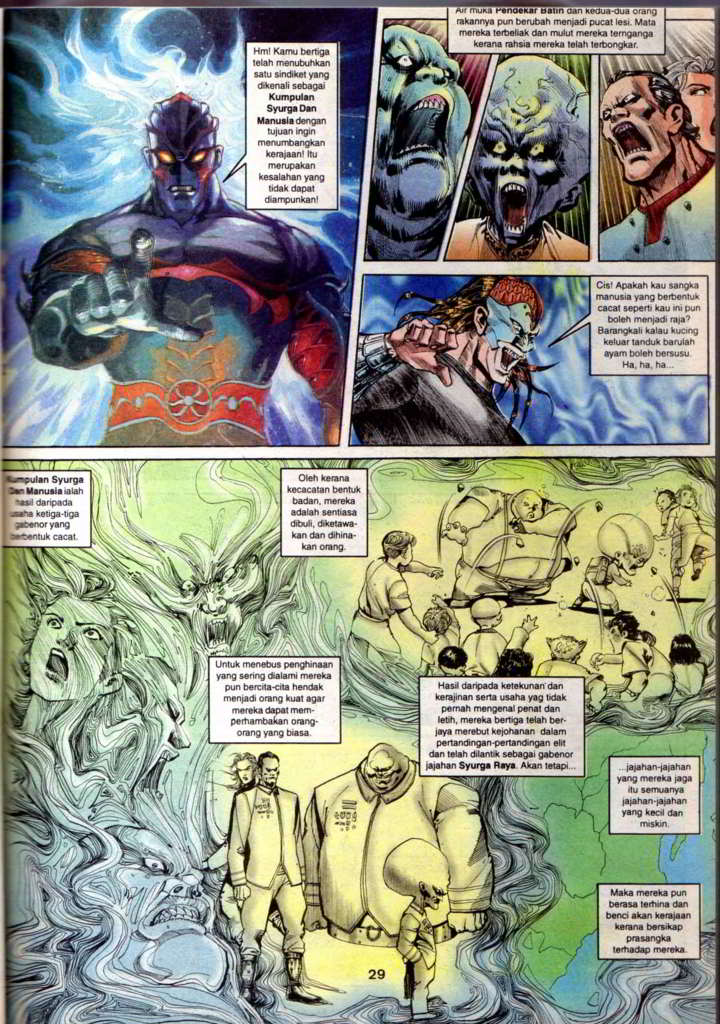 Hm! Kamu bertiga
telah menubuhkan
satu sindiket yang
dikenali sebagai
Kumpulan
Syurga Dan
Manusia dengan
tujuan ingin
menumbangkan
kerajaan! Itu
merupakan
kesalahan yang
tidak dapat
diampunkan!
Air muka Pendekar Batin dan kedua-dua orang
rakannya pun berubah menjadi pucat lesi. Mata
mereka terbeliak dan mulut mereka ternganga
kerana rahsia mereka telah terbongkar.
Cis! Apakah kau sangka
manusia yang berbentuk
cacat seperti kau ini pun
boleh menjadi raja?
Barangkali kalau kucing
keluar tanduk barulah
ayam boleh bersusu.
Ha, ha, ha...
Kumpulan Syurga
Dan Manusia ialah
hasil daripada
usaha ketiga-tiga
gabenor yang
berbentuk cacat.
Oleh kerana
kecacatan bentuk
badan, mereka
adalah sentiasa
dibuli, diketawa-
kan dan dihina-
kan orang.
Untuk menebus penghinaan
yang sering dialami mereka
pun bercita-cita hendak
menjadi orang kuat agar
mereka dapat mem-
perhambakan orang-
orang yang biasa.
Hasil daripada ketekunan dan
kerajinan serta usaha yag tidak
pernah mengenal penat dan
letih, mereka bertiga telah ber-
jaya merebut kejohanan dalam
pertandingan-pertandingan elit
dan telah dilantik sebagai gabenor
jajahan Syurga Raya. Akan tetapi...
...jajahan-jajahan
yang mereka jaga
itu semuanya
jajahan-jajahan
yang kecil dan
miskin.
Maka mereka pun
berasa terhina dan
benci akan kerajaan
kerana bersikap
prasangka
terhadap mereka.
29